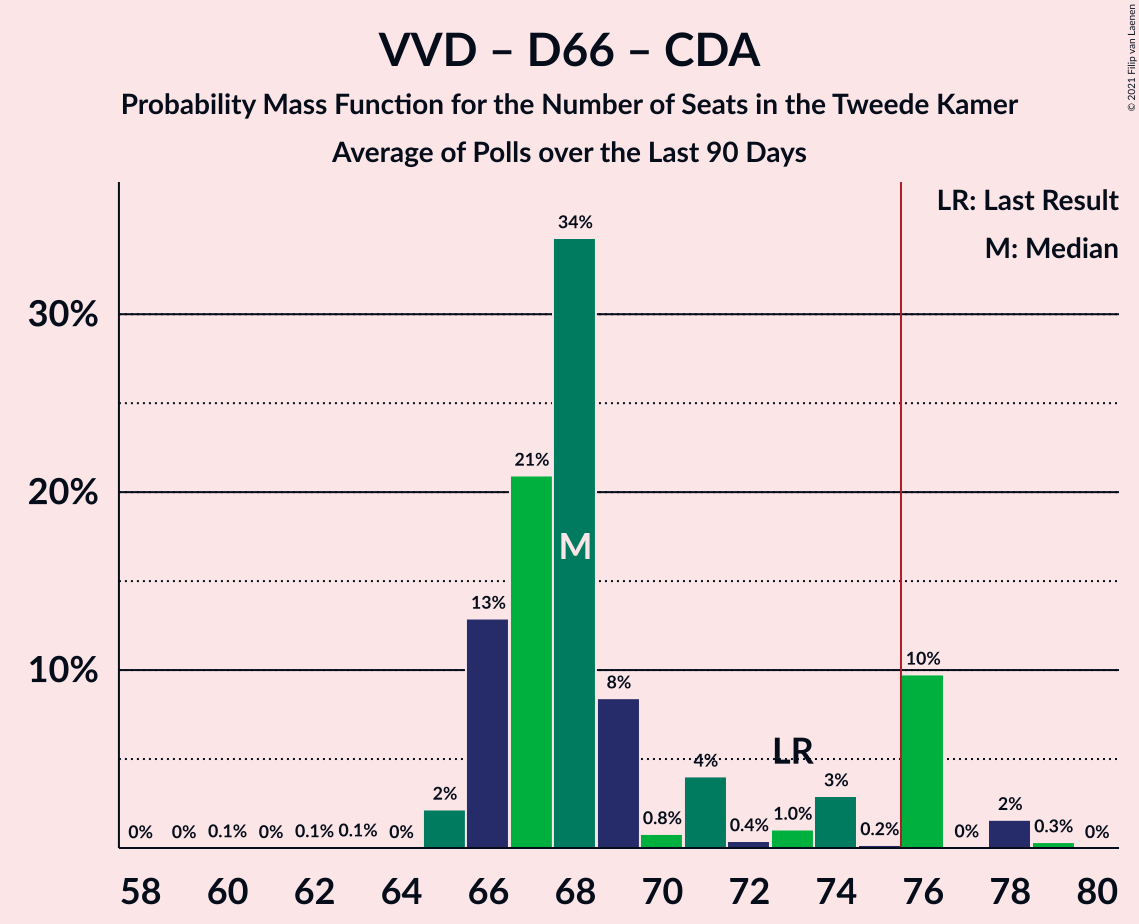 VVD – D66 – CDA
Probability Mass Function for the Number of Seats in the Tweede Kamer
Average of Polls over the Last 90 Days
© 2021 Filip van Laenen
LR: Last Result
M: Median
30%
20%
10%
0%
0%
0.1%
0%
0.1%
0.1%
0%
2%
13%
21%
34%
8%
0.8%
4%
0.4%
1.0%
3%
0.2%
10%
0%
2%
0.3%
0%
M
LR
58 60 62 64 66 68 70 72 74 76 78 80